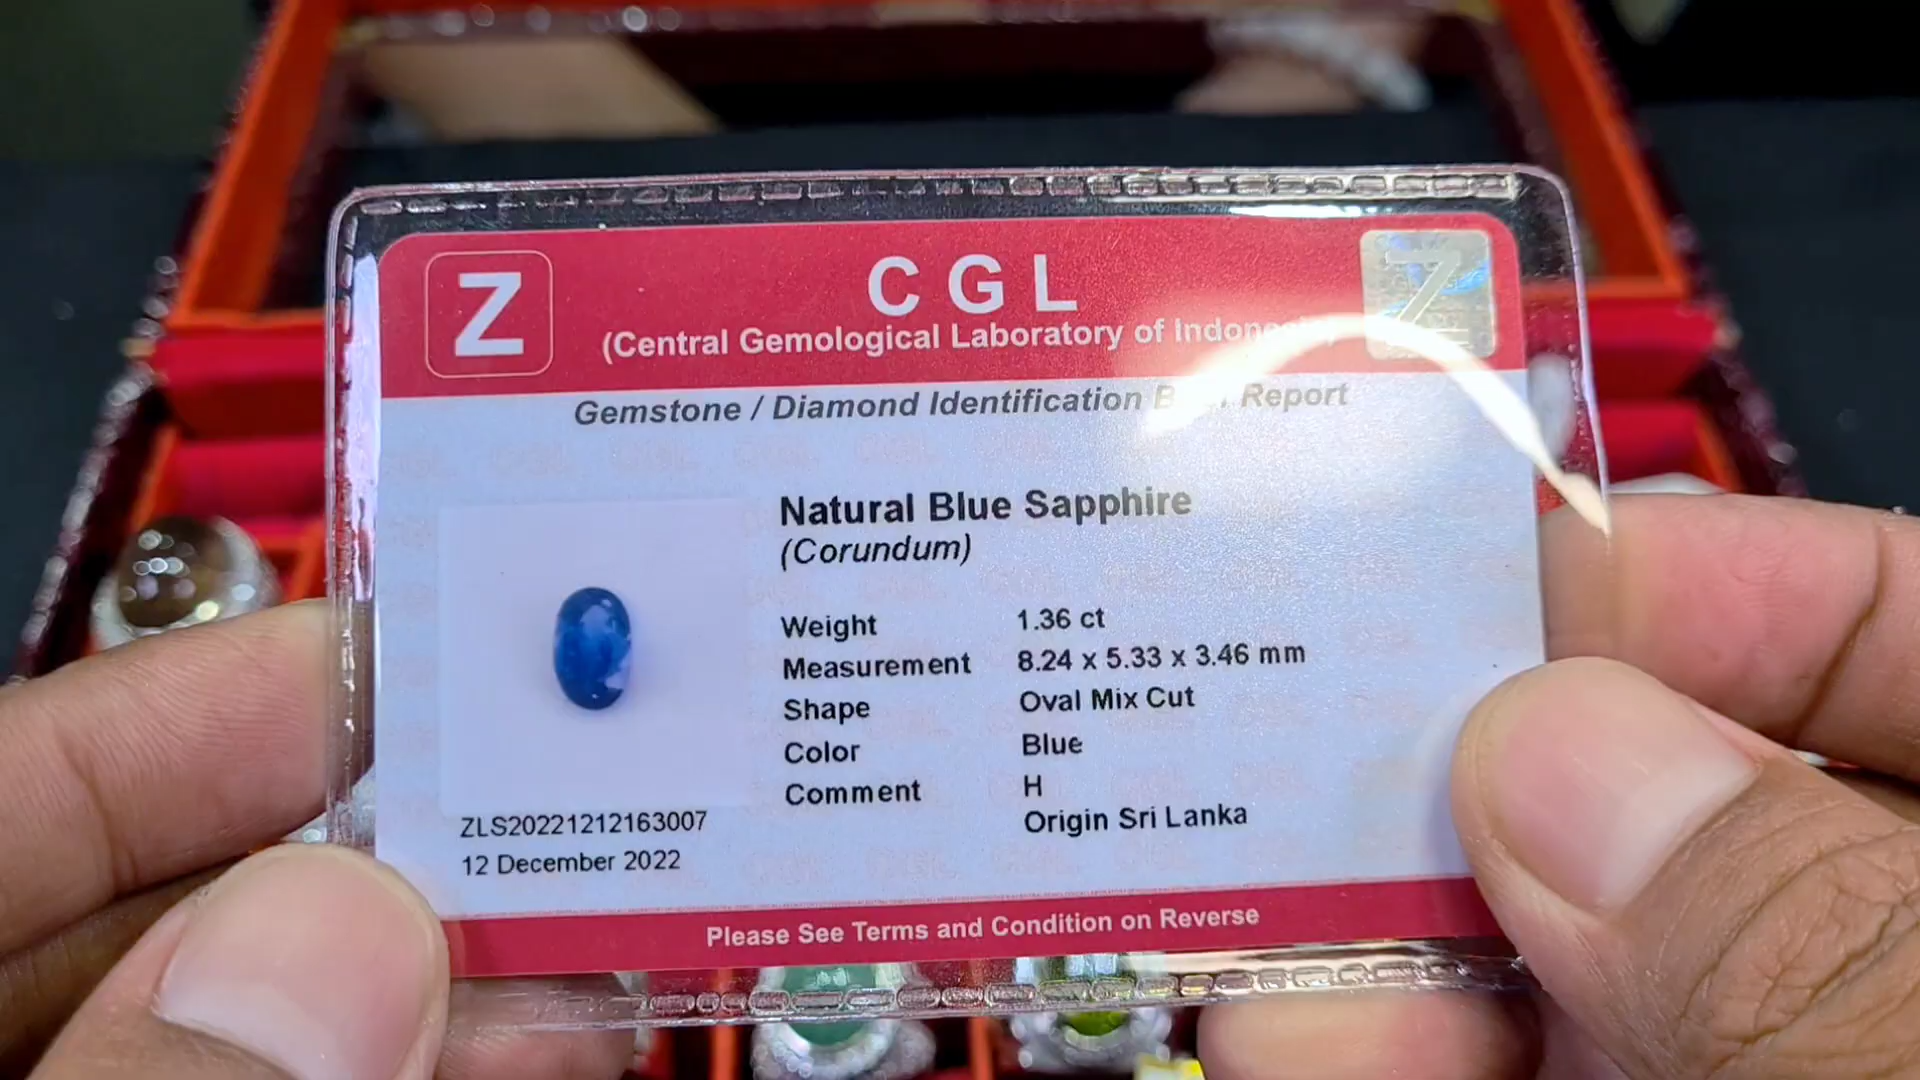 Z
C G L
(Central Gemological Laboratory of Indonesia)
Gemstone / Diamond Identification Report
Natural Blue Sapphire
(Corundum)
Weight 1.36 ct
Measurement 8.24 x 5.33 x 3.46 mm
Shape Oval Mix Cut
Color Blue
Comment H
Origin Sri Lanka
ZLS20221212163007
12 December 2022
Please See Terms and Condition on Reverse